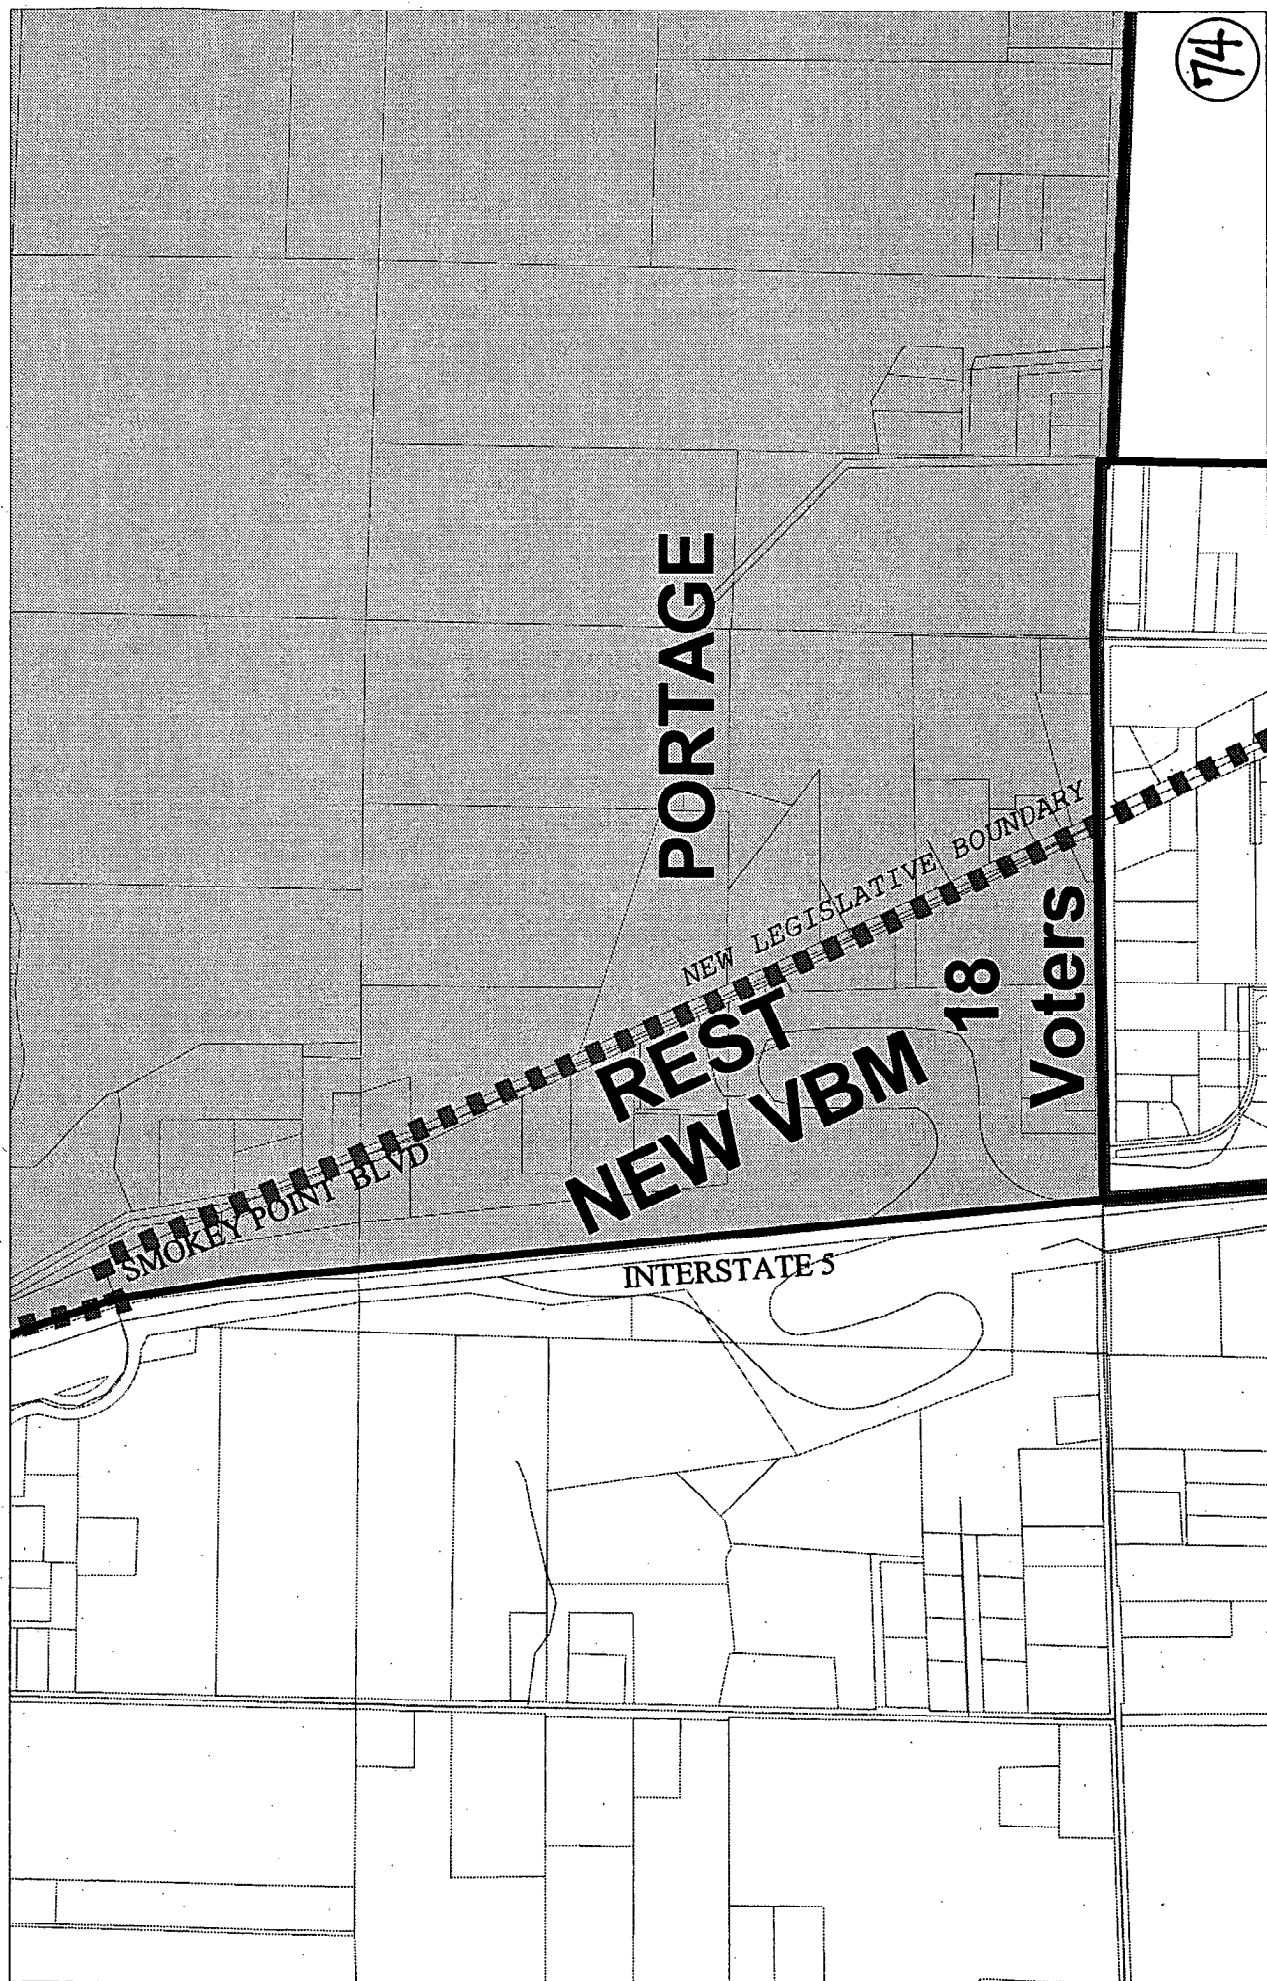 74
PORTAGE
NEW LEGISLATIVE BOUNDARY
REST
NEW VBM
18
Voters
SMOKEY POINT BLVD
INTERSTATE 5